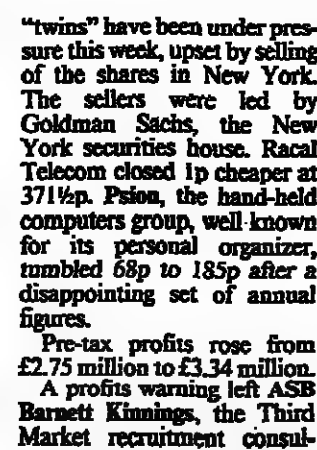 “twins” have been under pres-
sure this week, upset by selling
of the shares in New York.
The sellers were led by
Goldman Sachs, the New
York securities house. Racal
Telecom closed 1p cheaper at
371½p. Psion, the hand-held
computers group, well-known
for its personal organizer,
tumbled 68p to 185p after a
disappointing set of annual
figures.
Pre-tax profits rose from
£2.75 million to £3.34 million.
A profits warning left ASB
Barnett Kinnings, the Third
Market recruitment consul-